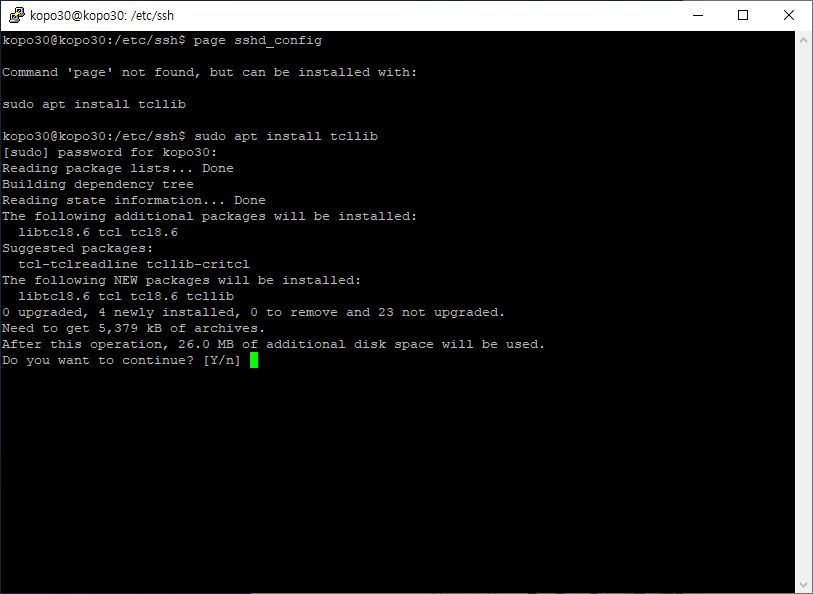 kopo30@kopo30: /etc/ssh
kopo30@kopo30:/etc/ssh$ page sshd_config
Command 'page' not found, but can be installed with:
sudo apt install tcllib
kopo30@kopo30:/etc/ssh$ sudo apt install tcllib
[sudo] password for kopo30:
Reading package lists... Done
Building dependency tree
Reading state information... Done
The following additional packages will be installed:
  libtcl8.6 tcl tcl8.6
Suggested packages:
  tcl-tclreadline tcllib-critcl
The following NEW packages will be installed:
  libtcl8.6 tcl tcl8.6 tcllib
0 upgraded, 4 newly installed, 0 to remove and 23 not upgraded.
Need to get 5,379 kB of archives.
After this operation, 26.0 MB of additional disk space will be used.
Do you want to continue? [Y/n]